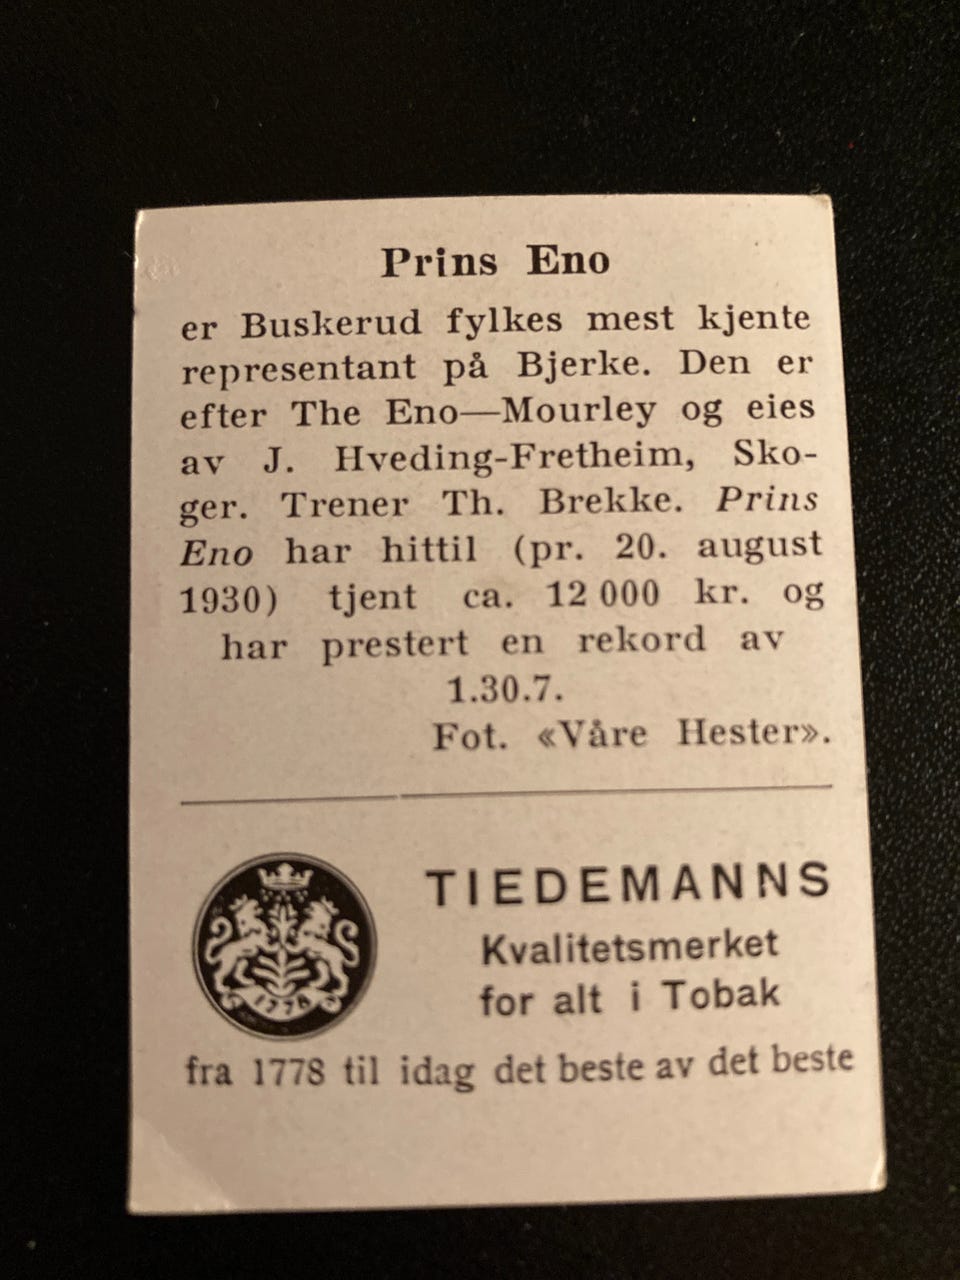 Prins Eno
er Buskerud fylkes mest kjente
representant på Bjerke. Den er
efter The Eno—Mourley og eies
av J. Hveding-Fretheim, Sko-
ger. Trener Th. Brekke. Prins
Eno har hittil (pr. 20. august
1930) tjent ca. 12 000 kr. og
har prestert en rekord av
1.30.7.
Fot. «Våre Hester».
TIEDEMANNS
Kvalitetsmerket
for alt i Tobak
1778
fra 1778 til idag det beste av det beste